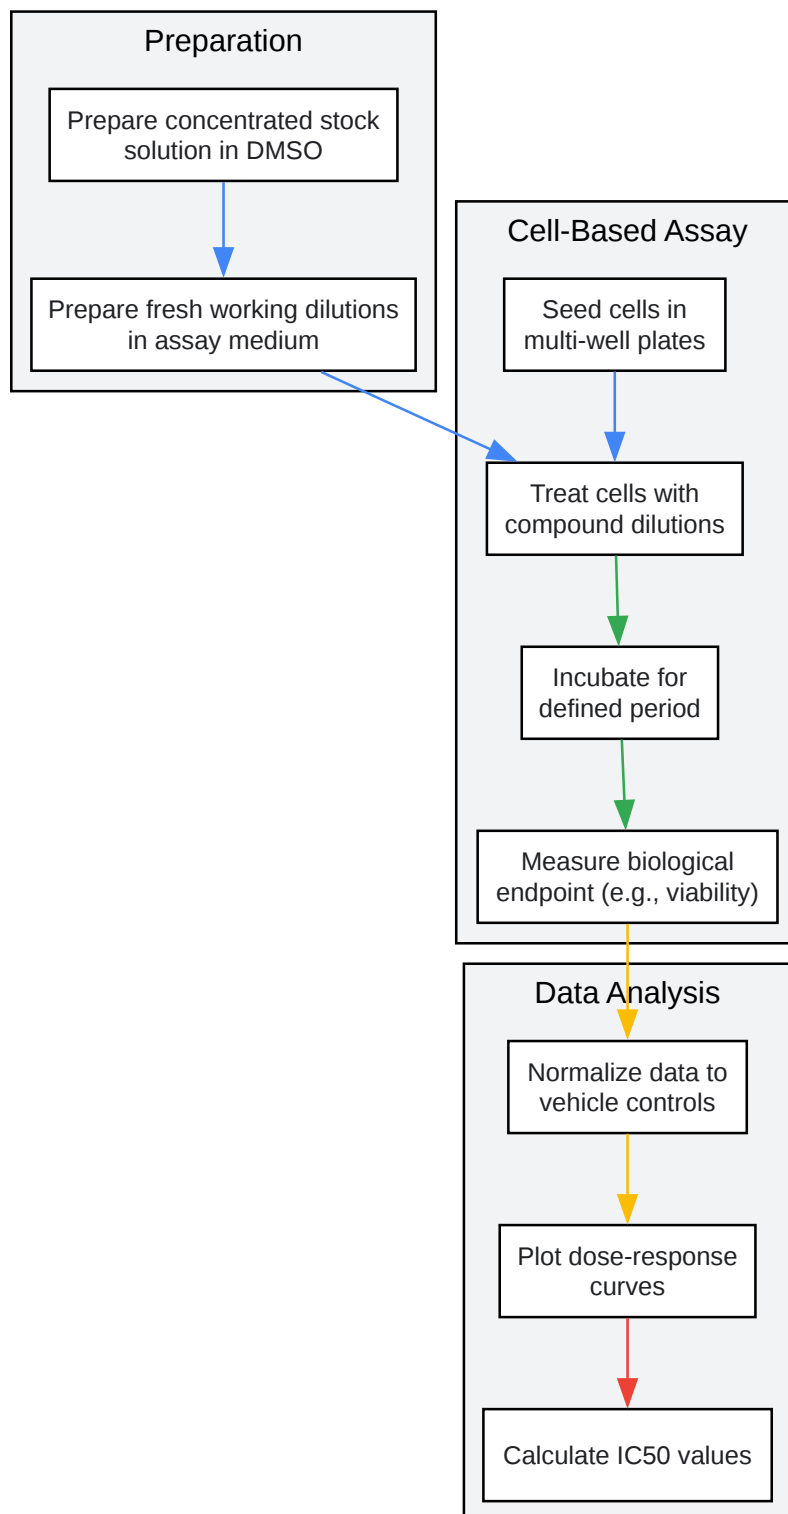 Preparation
Prepare concentrated stock
solution in DMSO
Prepare fresh working dilutions
in assay medium
Cell-Based Assay
Seed cells in
multi-well plates
Treat cells with
compound dilutions
Incubate for
defined period
Measure biological
endpoint (e.g., viability)
Data Analysis
Normalize data to
vehicle controls
Plot dose-response
curves
Calculate IC50 values